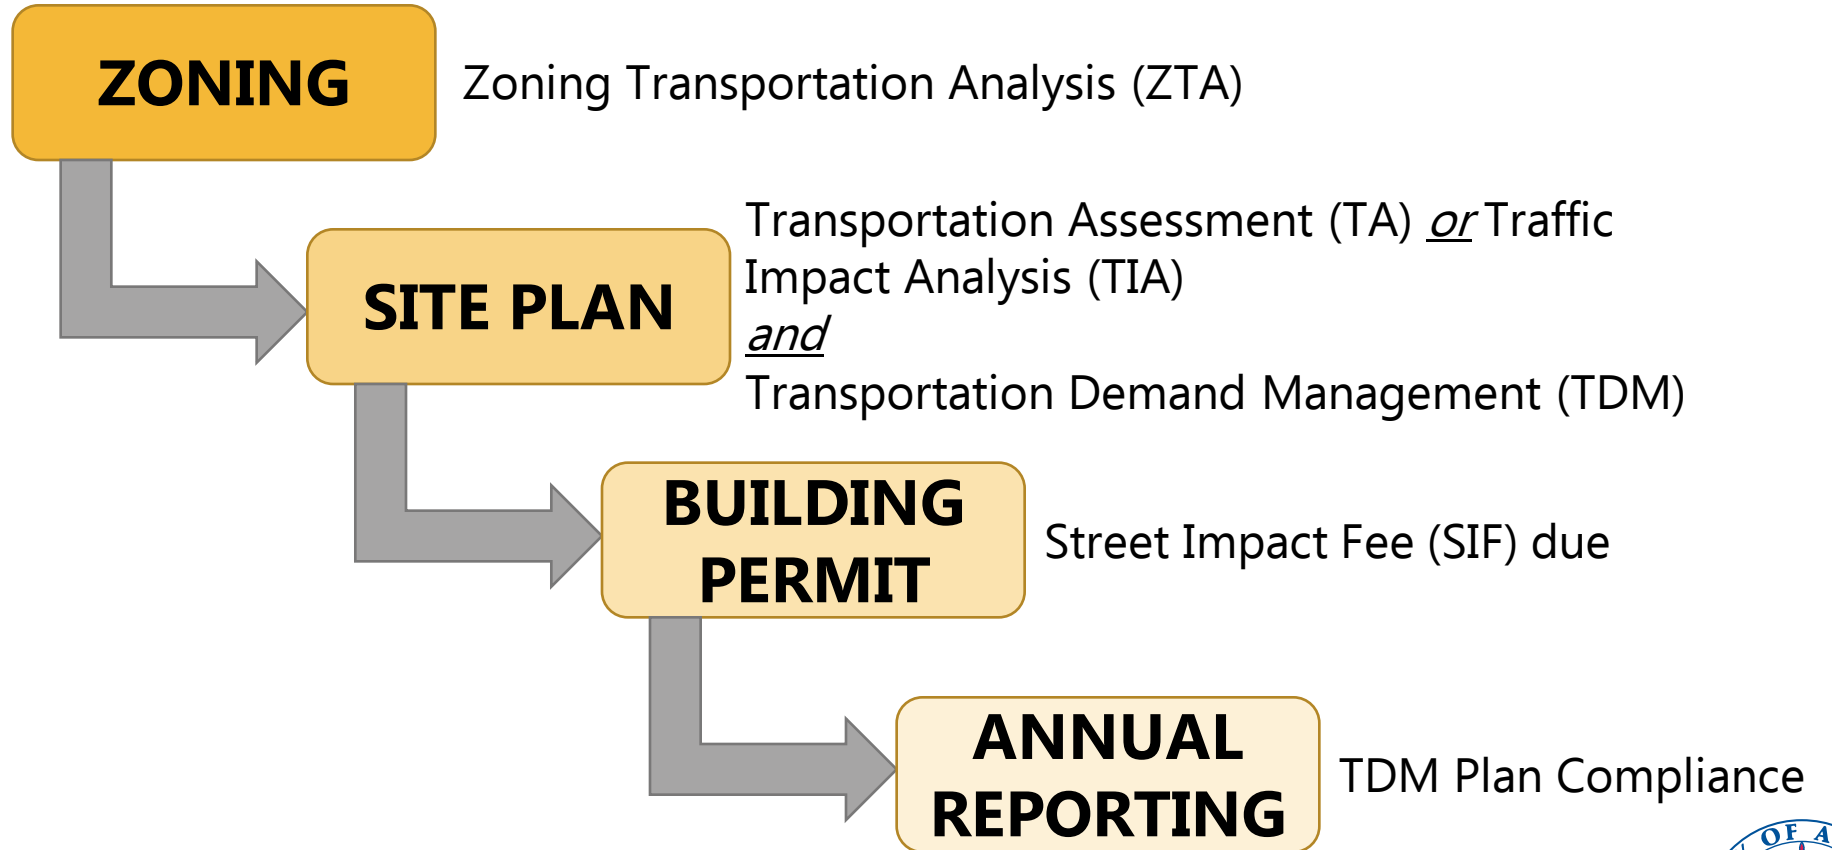 ZONING
Zoning Transportation Analysis (ZTA)
Transportation Assessment (TA) or Traffic
Impact Analysis (TIA)
and
Transportation Demand Management (TDM)
SITE PLAN
BUILDING
PERMIT
Street Impact Fee (SIF) due
ANNUAL
REPORTING
TDM Plan Compliance
OF A